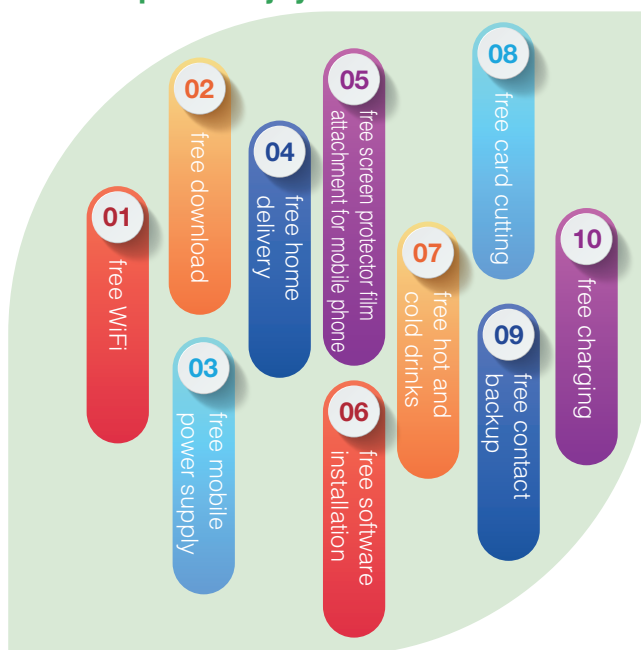 01
free WiFi
02
free download
03
free mobile
power supply
04
free home
delivery
05
free screen protector film
attachment for mobile phone
06
free software
installation
07
free hot and
cold drinks
08
free card cutting
09
free contact
backup
10
free charging